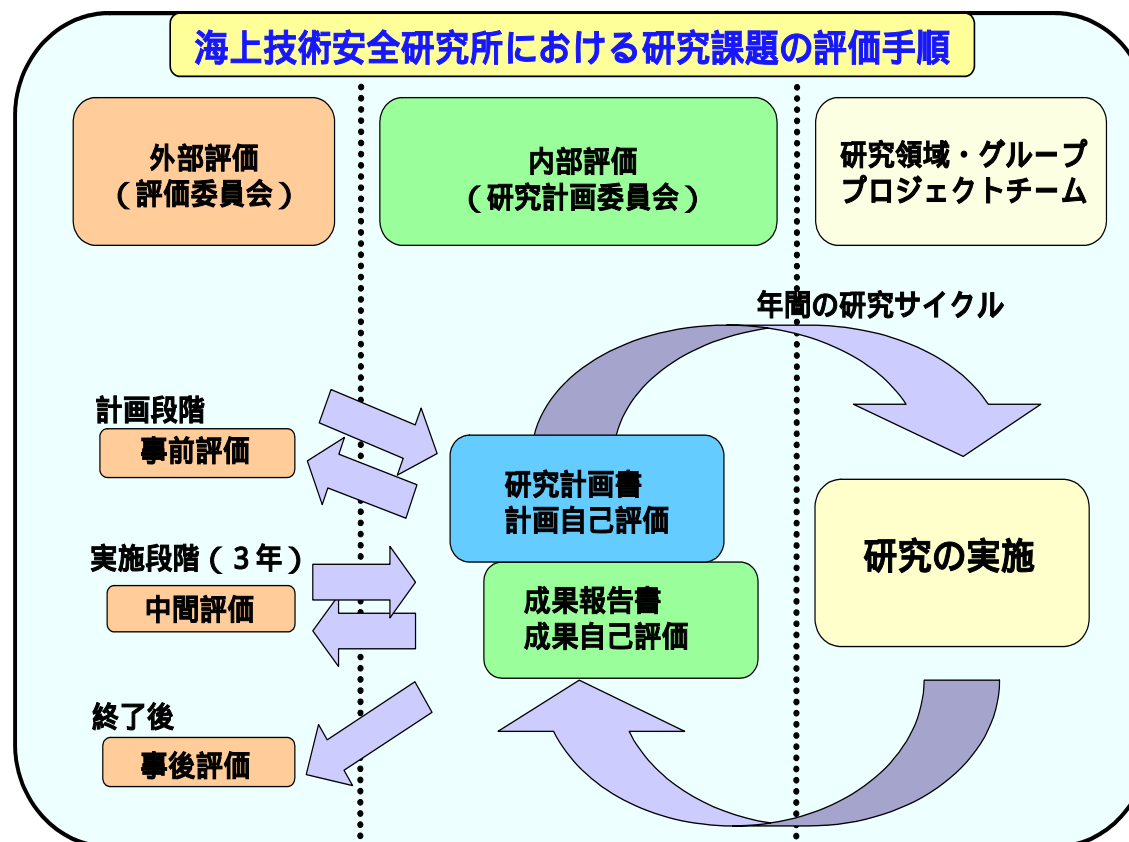 海上技術安全研究所における研究課題の評価手順
外部評価
（評価委員会）
内部評価
（研究計画委員会）
研究領域・グループ
プロジェクトチーム
年間の研究サイクル
計画段階
事前評価
研究計画書
計画自己評価
実施段階（３年）
中間評価
成果報告書
成果自己評価
研究の実施
終了後
事後評価